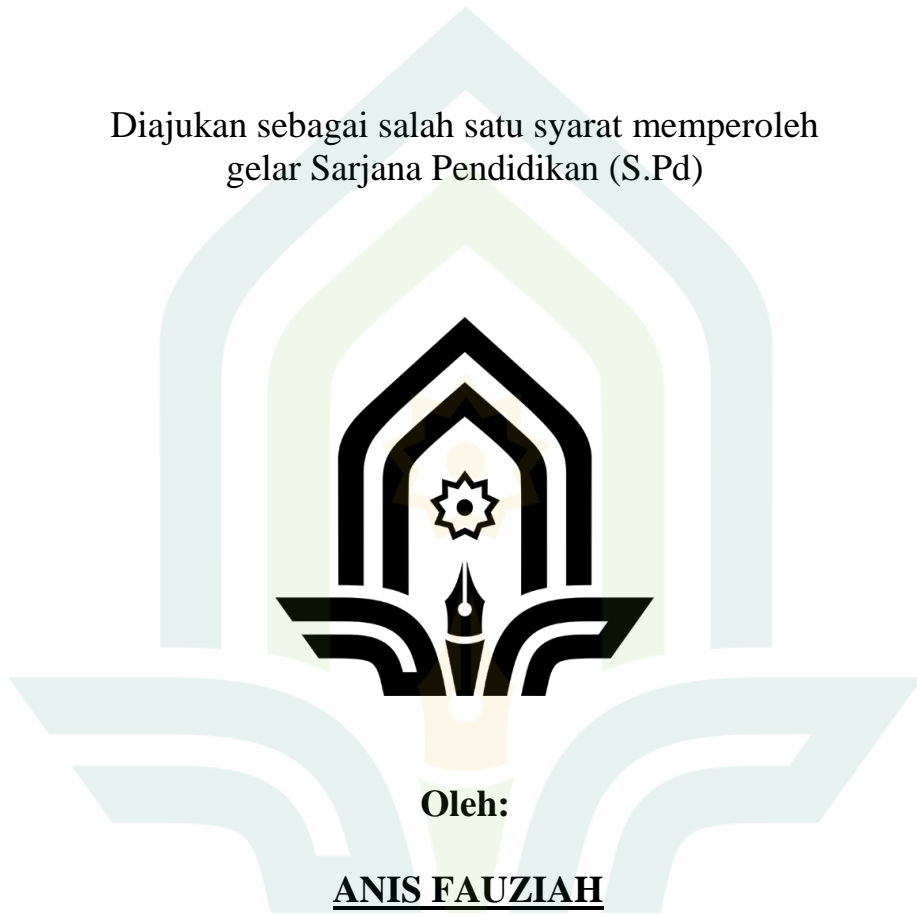 Diajukan sebagai salah satu syarat memperoleh
gelar Sarjana Pendidikan (S.Pd)
Oleh:
ANIS FAUZIAH